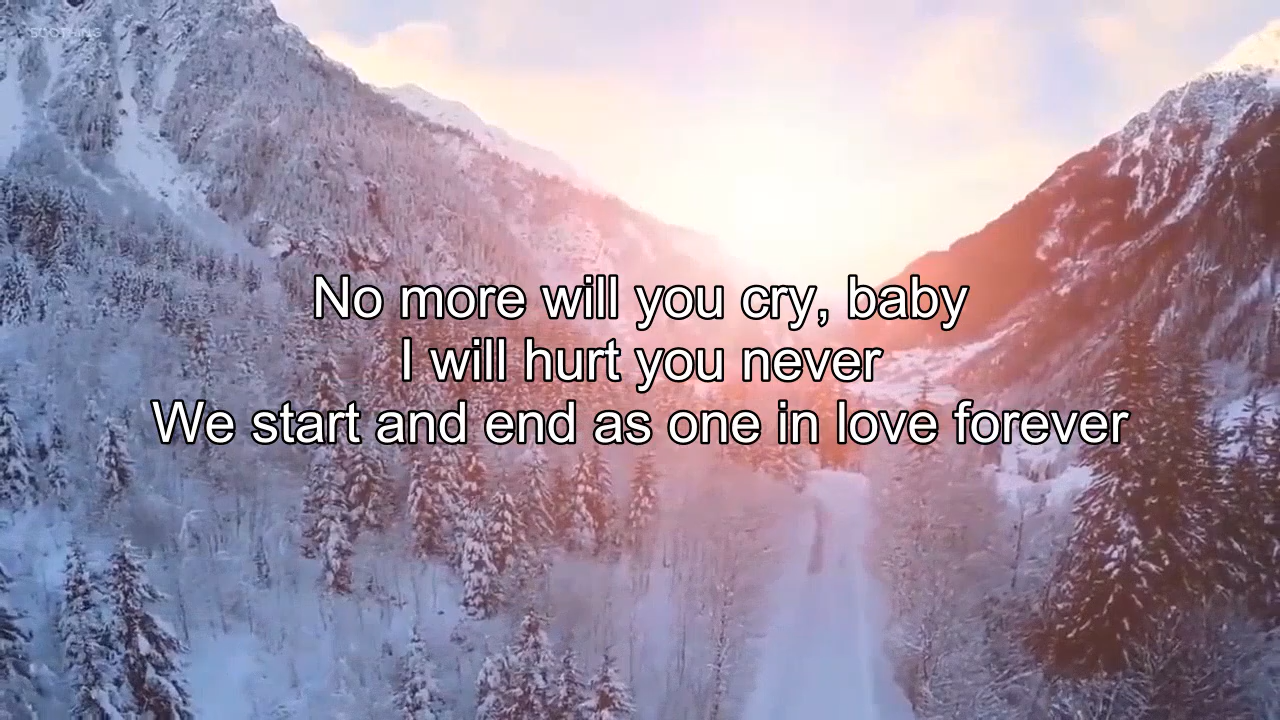 SOOTHING
No more will you cry, baby
I will hurt you never
We start and end as one in love forever